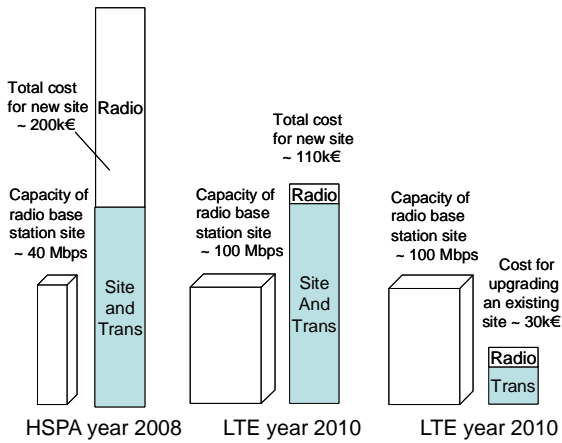 Total cost
for new site
~ 200k€
Radio
Capacity of
radio base
station site
~ 40 Mbps
Site
and
Trans
HSPA year 2008
Total cost
for new site
~ 110k€
Capacity of
radio base
station site
~ 100 Mbps
Radio
Site
And
Trans
LTE year 2010
Capacity of
radio base
station site
~ 100 Mbps
Cost for
upgrading
an existing
site ~ 30k€
Radio
Trans
LTE year 2010